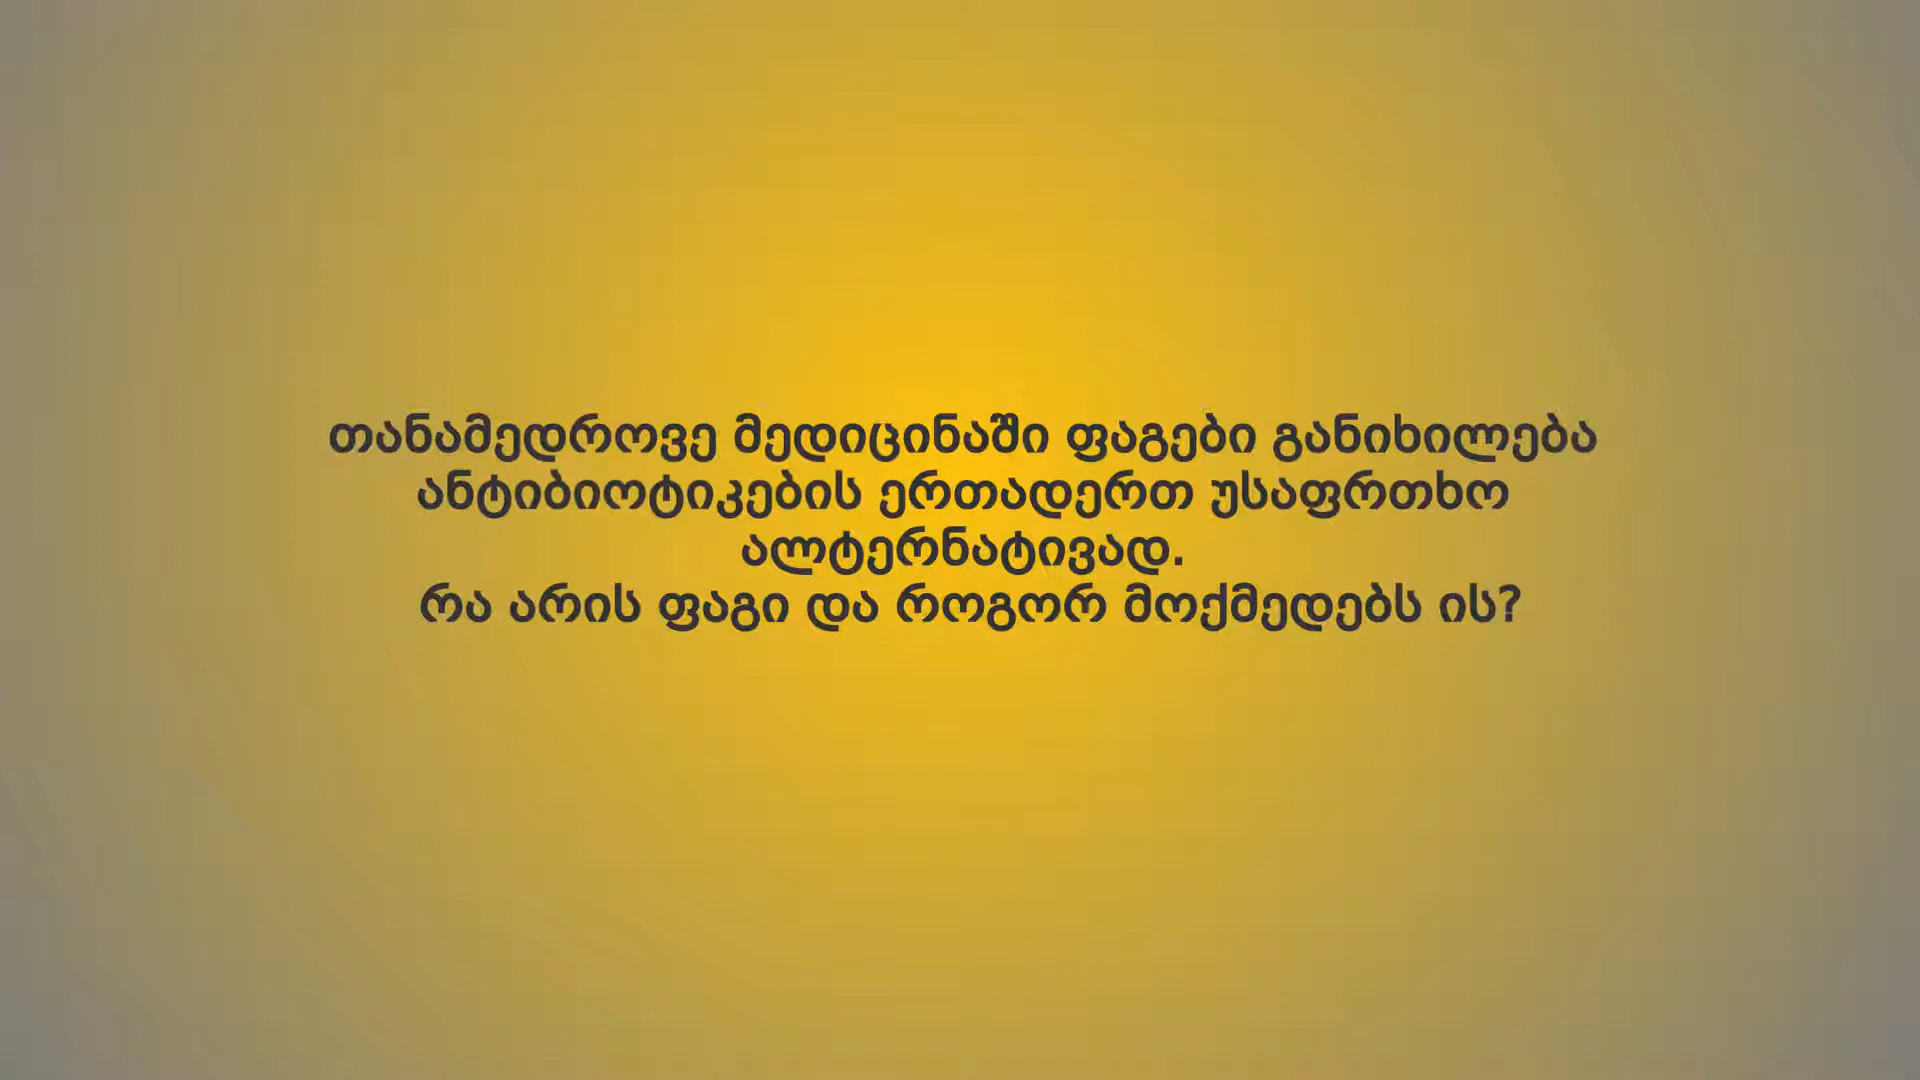 თანამედროვე მედიცინაში ფაგები განიხილება
ანტიბიოტიკების ერთადერთ უსაფრთხო
ალტერნატივად.
რა არის ფაგი და როგორ მოქმედებს ის?